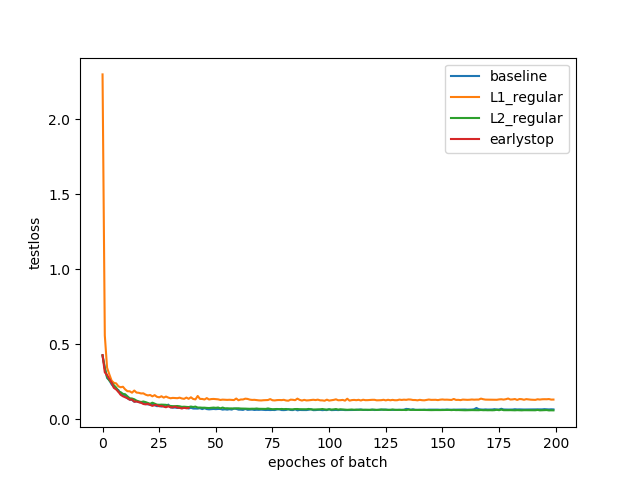 baseline
L1_regular
L2_regular
earlystop
testloss
2.0
1.5
1.0
0.5
0.0
0 25 50 75 100 125 150 175 200
epoches of batch